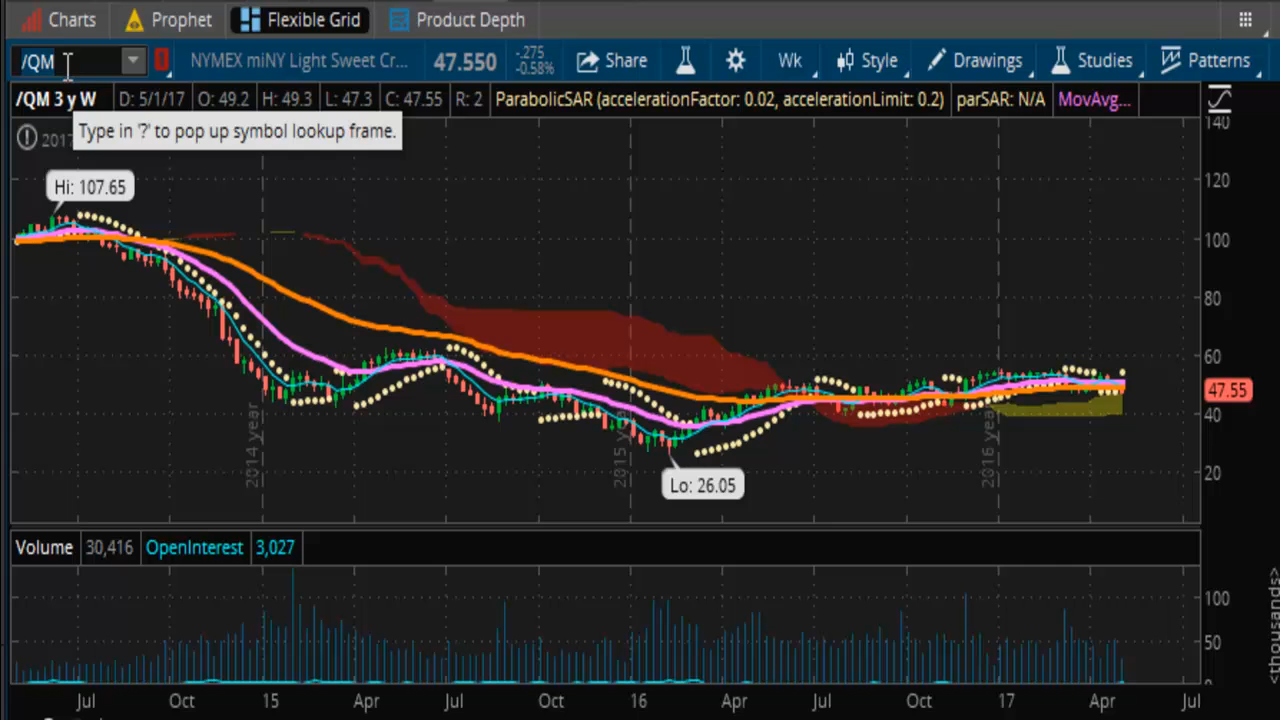 Charts Prophet Flexible Grid Product Depth
/QM NYMEX miNY Light Sweet Cr... 47.550 -.275 -0.58% Share Wk Style Drawings Studies Patterns
/QM 3 y W D: 5/1/17 O: 49.2 H: 49.3 L: 47.3 C: 47.55 R: 2 ParabolicSAR (accelerationFactor: 0.02, accelerationLimit: 0.2) parSAR: N/A MovAvg...
Type in '?' to pop up symbol lookup frame.
2017
140
Hi: 107.65
120
100
80
60
47.55
40
20
2014 year
2015 year
2016 year
Lo: 26.05
Volume 30,416 OpenInterest 3,027
100
50
0
<thousands>
Jul Oct 15 Apr Jul Oct 16 Apr Jul Oct 17 Apr Jul